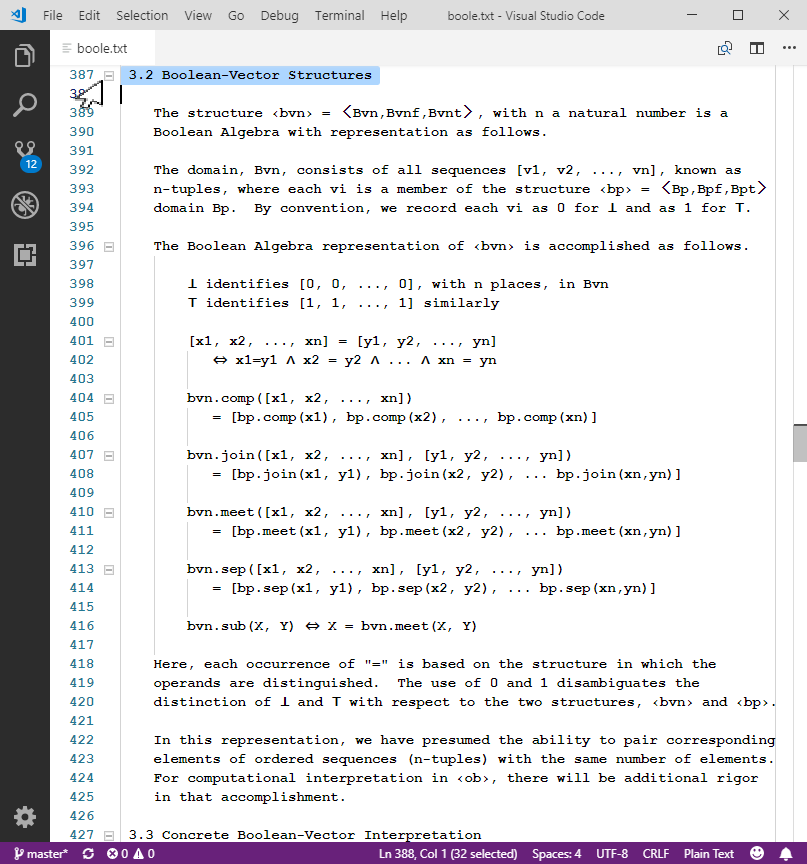 File Edit Selection View Go Debug Terminal Help boole.txt - Visual Studio Code
boole.txt
387 3.2 Boolean-Vector Structures
38
389 The structure ‹bvn› = 〈Bvn,Bvnf,Bvnt〉, with n a natural number is a
390 Boolean Algebra with representation as follows.
391
392 The domain, Bvn, consists of all sequences [v1, v2, ..., vn], known as
393 n-tuples, where each vi is a member of the structure ‹bp› = 〈Bp,Bpf,Bpt〉
394 domain Bp. By convention, we record each vi as 0 for ⊥ and as 1 for ⊤.
395
396 The Boolean Algebra representation of ‹bvn› is accomplished as follows.
397
398 ⊥ identifies [0, 0, ..., 0], with n places, in Bvn
399 ⊤ identifies [1, 1, ..., 1] similarly
400
401 [x1, x2, ..., xn] = [y1, y2, ..., yn]
402 ⇔ x1=y1 ∧ x2 = y2 ∧ ... ∧ xn = yn
403
404 bvn.comp([x1, x2, ..., xn])
405 = [bp.comp(x1), bp.comp(x2), ..., bp.comp(xn)]
406
407 bvn.join([x1, x2, ..., xn], [y1, y2, ..., yn])
408 = [bp.join(x1, y1), bp.join(x2, y2), ... bp.join(xn,yn)]
409
410 bvn.meet([x1, x2, ..., xn], [y1, y2, ..., yn])
411 = [bp.meet(x1, y1), bp.meet(x2, y2), ... bp.meet(xn,yn)]
412
413 bvn.sep([x1, x2, ..., xn], [y1, y2, ..., yn])
414 = [bp.sep(x1, y1), bp.sep(x2, y2), ... bp.sep(xn,yn)]
415
416 bvn.sub(X, Y) ⇔ X = bvn.meet(X, Y)
417
418 Here, each occurrence of "=" is based on the structure in which the
419 operands are distinguished. The use of 0 and 1 disambiguates the
420 distinction of ⊥ and ⊤ with respect to the two structures, ‹bvn› and ‹bp›.
421
422 In this representation, we have presumed the ability to pair corresponding
423 elements of ordered sequences (n-tuples) with the same number of elements.
424 For computational interpretation in ‹ob›, there will be additional rigor
425 in that accomplishment.
426
427 3.3 Concrete Boolean-Vector Interpretation
12
master* 0 0 Ln 388, Col 1 (32 selected) Spaces: 4 UTF-8 CRLF Plain Text